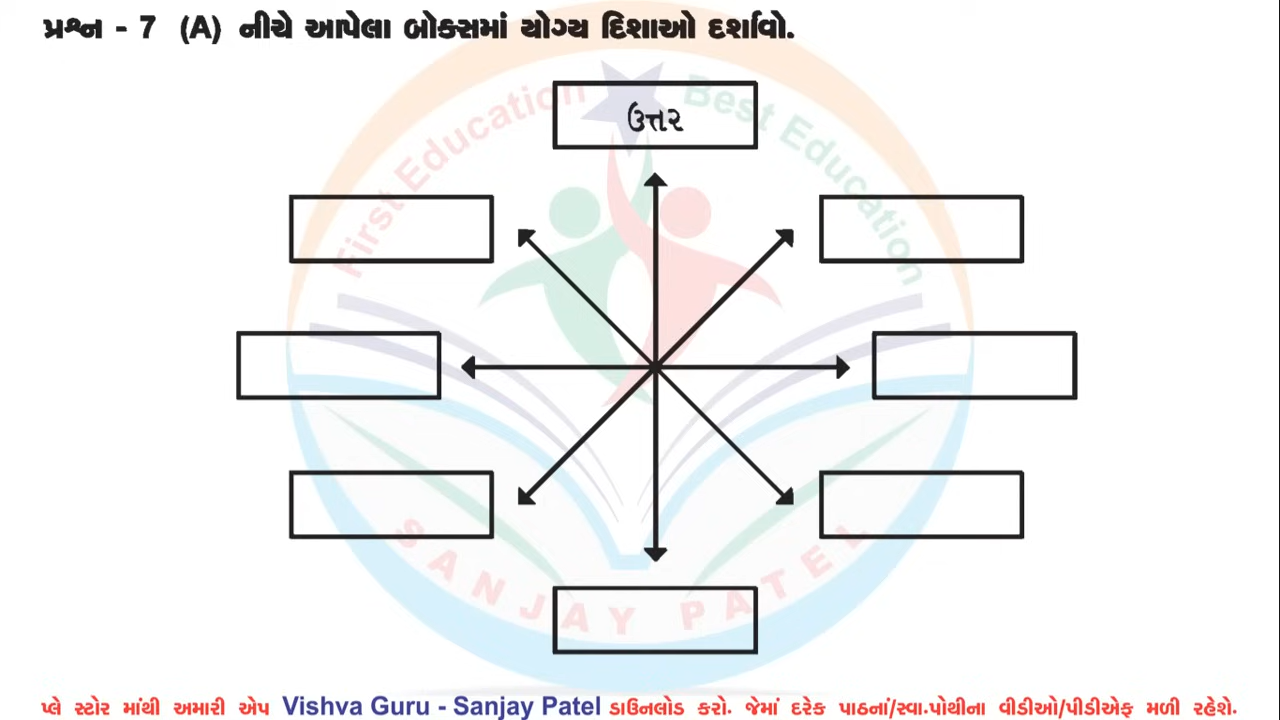 પ્રશ્ન - 7 (A) નીચે આપેલા બોક્સમાં યોગ્ય દિશાઓ દર્શાવો.
First Education Best Education
ઉત્તર
SANJAY PATEL
પ્લે સ્ટોર માંથી અમારી એપ Vishva Guru - Sanjay Patel ડાઉનલોડ કરો. જેમાં દરેક પાઠનાં/સ્વા.પોથીના વીડીઓ/પીડીએફ મળી રહેશે.